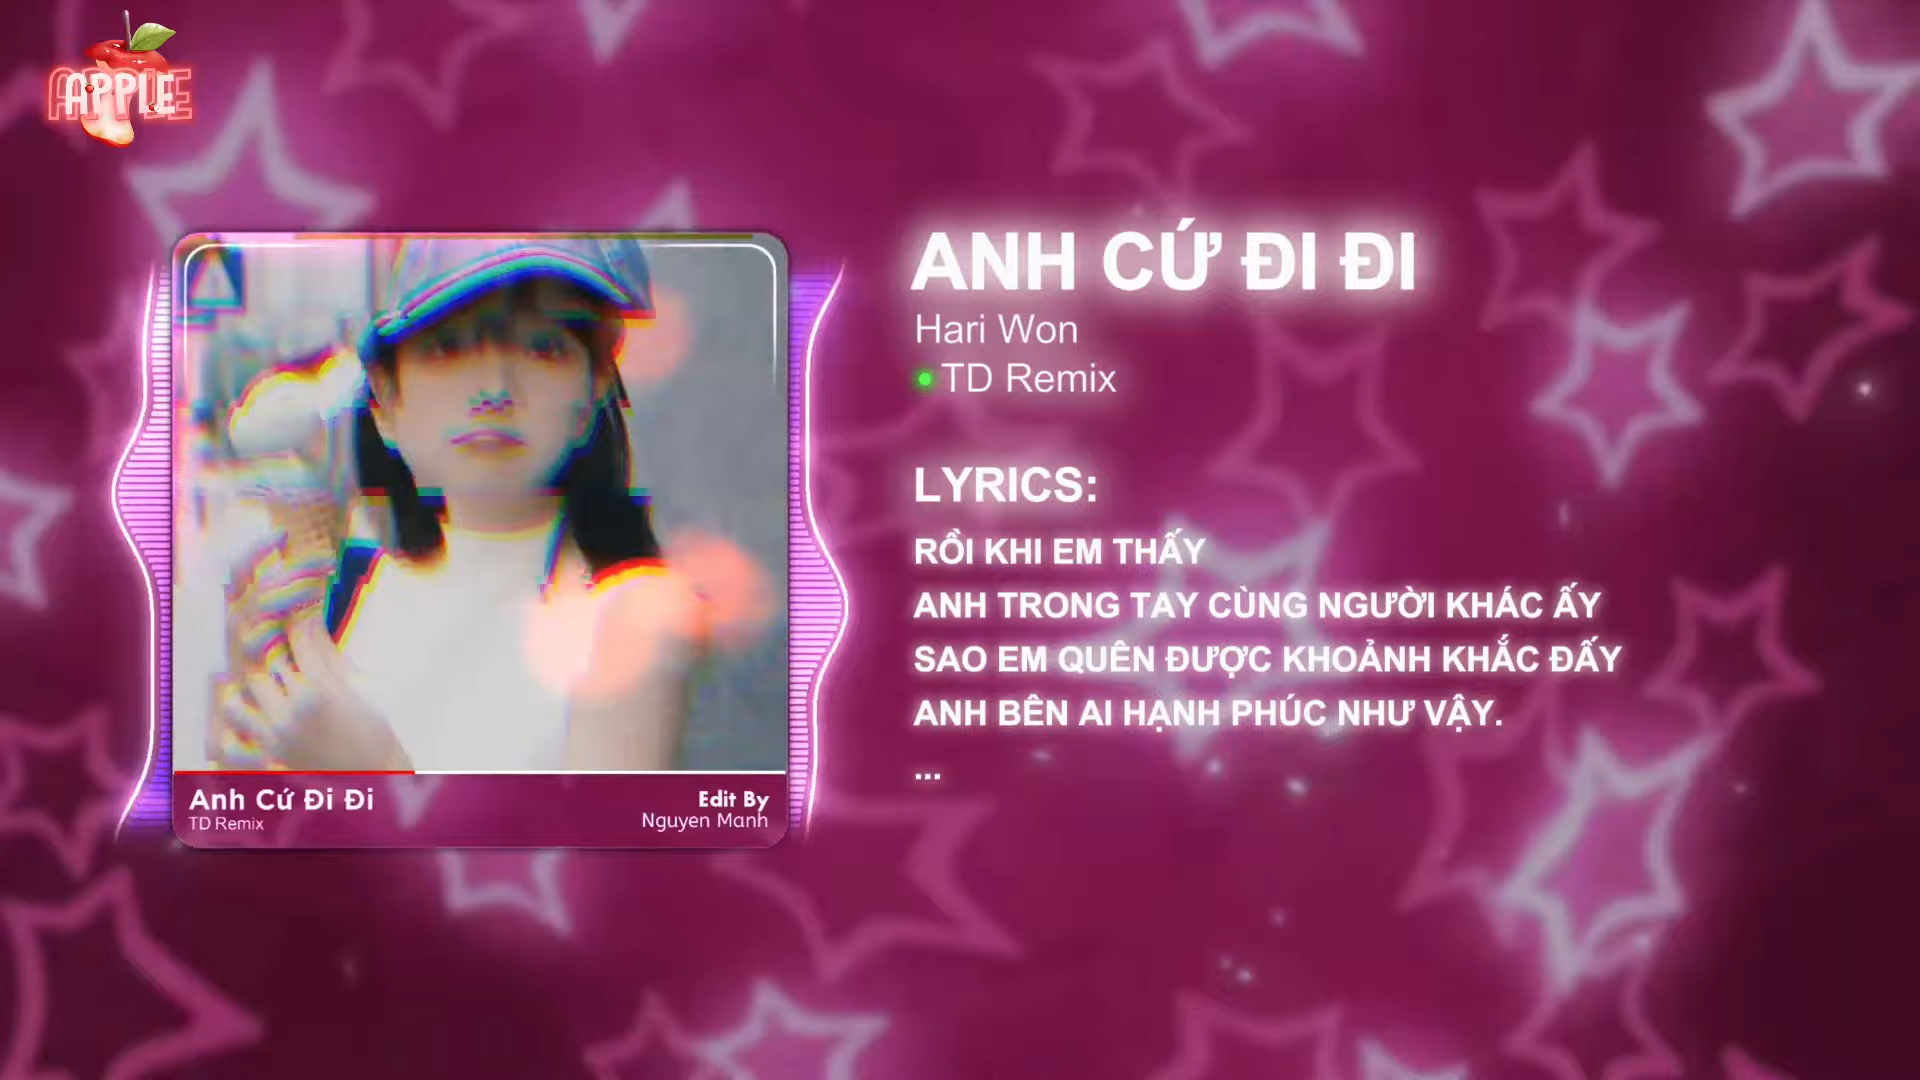 APPLE
ANH CỨ ĐI ĐI
Hari Won
TD Remix
LYRICS:
RỒI KHI EM THẤY
ANH TRONG TAY CÙNG NGƯỜI KHÁC ẤY
SAO EM QUÊN ĐƯỢC KHOẢNH KHẮC ĐẤY
ANH BÊN AI HẠNH PHÚC NHƯ VẬY.
...
Anh Cứ Đi Đi
TD Remix
Edit By
Nguyen Manh